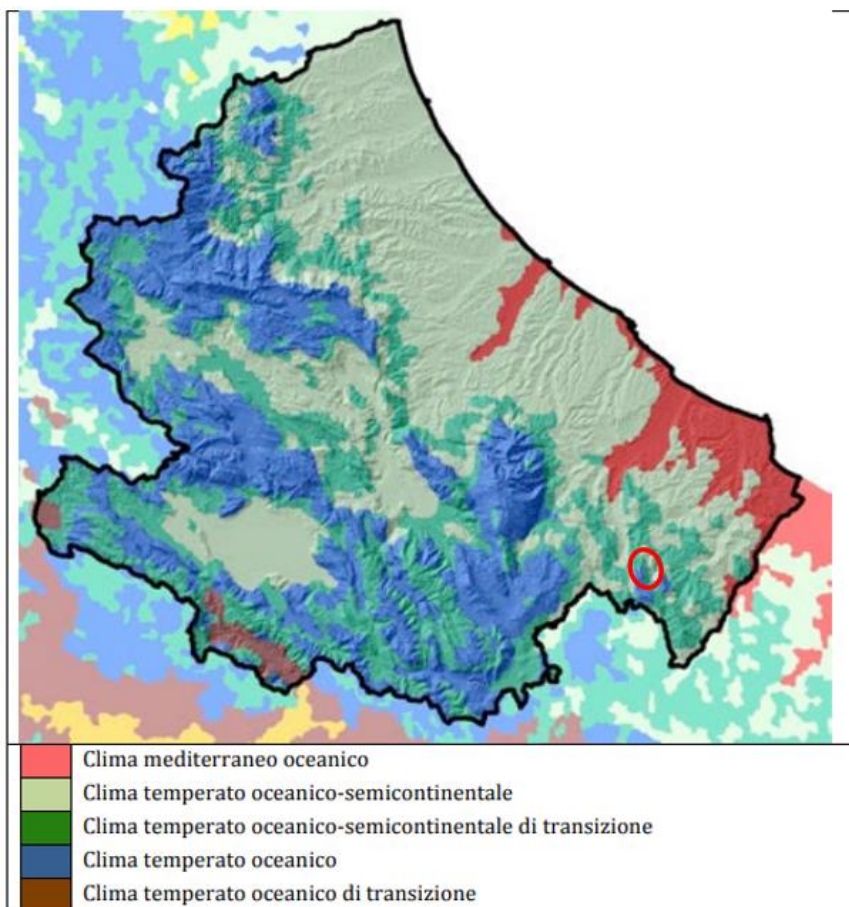 Clima mediterraneo oceanico
Clima temperato oceanico-semicontinentale
Clima temperato oceanico-semicontinentale di transizione
Clima temperato oceanico
Clima temperato oceanico di transizione